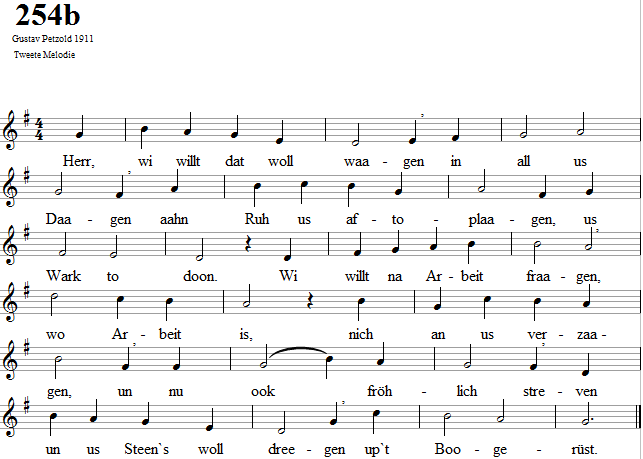 254b
Gustav Petzold 1911
Tweete Melodie
4
4
Herr, wi willt dat woll waa - gen in all us
Daa - gen aahn Ruh us af - to - plaa - gen, us
Wark to doon. Wi willt na Ar - beit fraa - gen,
wo Ar - beit is, nich an us ver - zaa -
gen, un nu ook fröh - lich stre - ven
un us Steen`s woll dree - gen up`t Boo - ge - rüst.